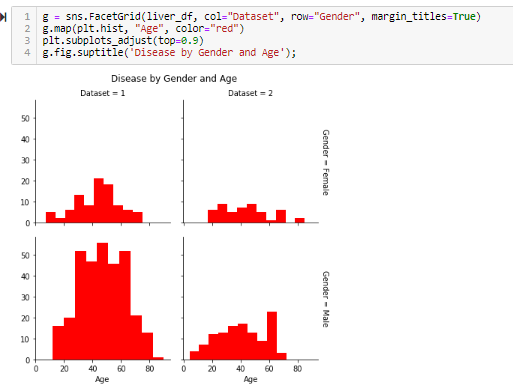 1 g = sns.FacetGrid(liver_df, col="Dataset", row="Gender", margin_titles=True)
2 g.map(plt.hist, "Age", color="red")
3 plt.subplots_adjust(top=0.9)
4 g.fig.suptitle('Disease by Gender and Age');
Disease by Gender and Age
Dataset = 1 Dataset = 2
50
40
30
20
10
0
Gender = Female
50
40
30
20
10
0
Gender = Male
0 20 40 60 80 0 20 40 60 80
Age Age